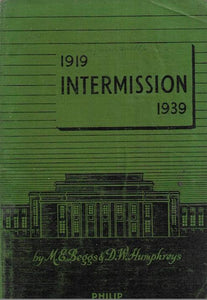 1919
INTERMISSION
1939
by M.E.Beggs & D.W.Humphreys
PHILIP